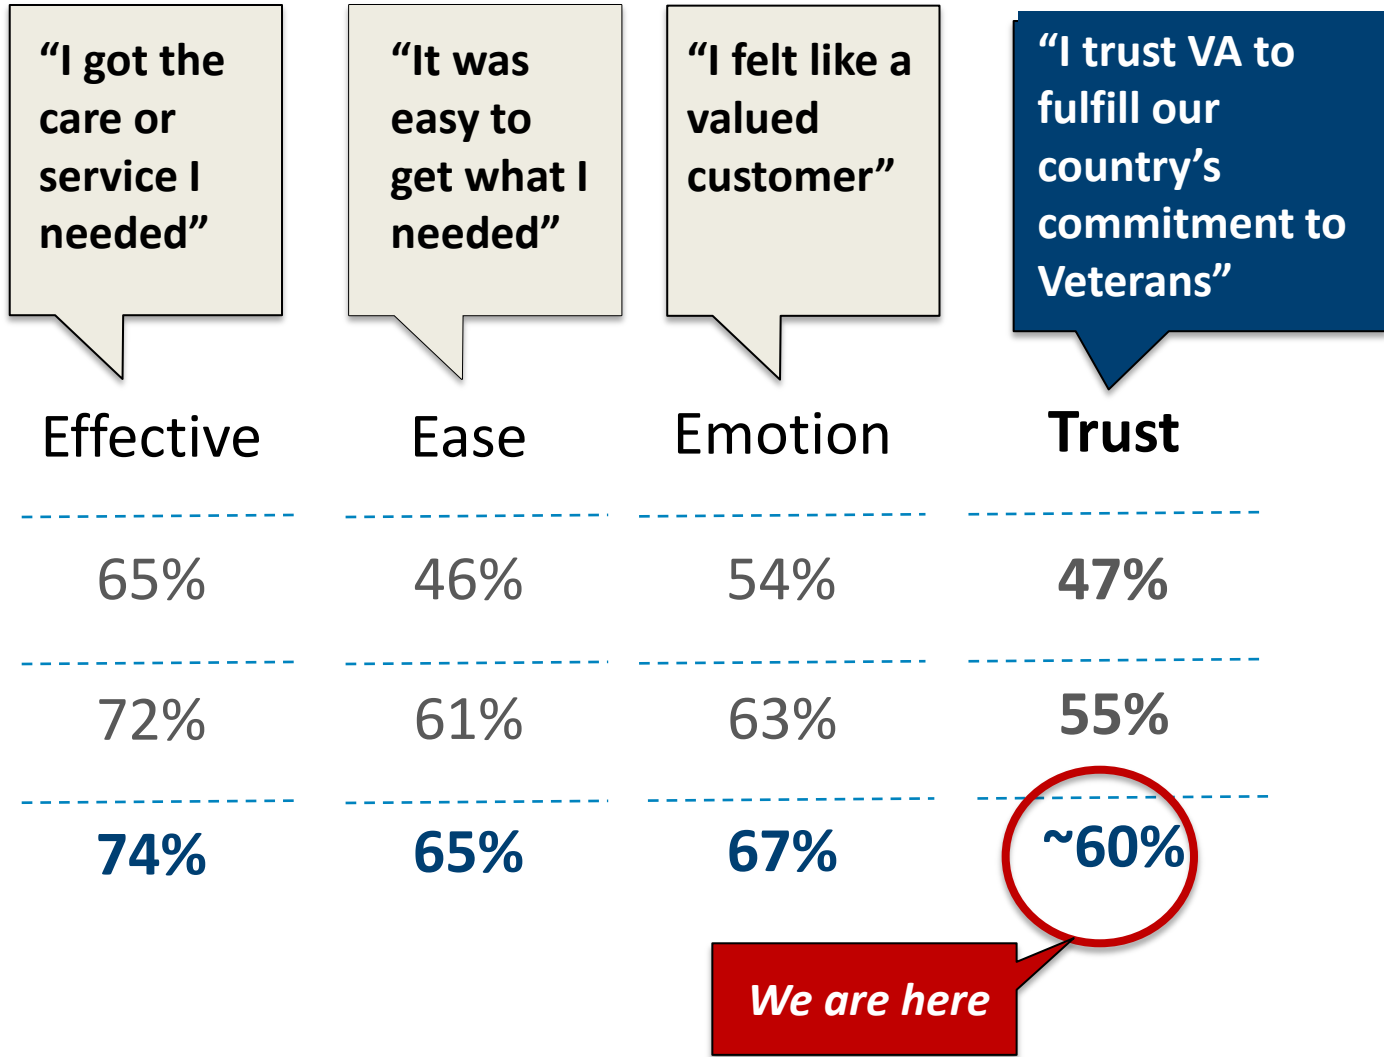 “I got the
care or
service I
needed”
“It was
easy to
get what I
needed”
“I felt like a
valued
customer”
“I trust VA to
fulfill our
country’s
commitment to
Veterans”
Effective Ease Emotion Trust
65% 46% 54% 47%
72% 61% 63% 55%
74% 65% 67% ~60%
We are here